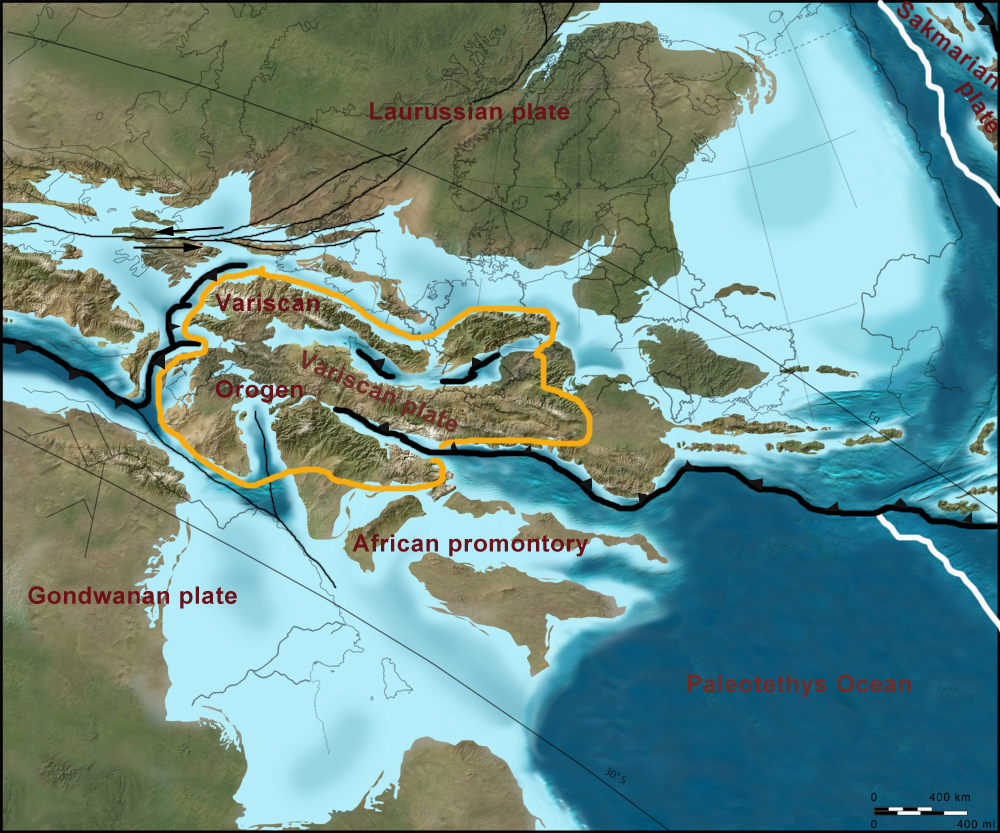 Sakmarian
plate
Laurussian plate
Variscan
Variscan plate
Orogen
Eq
African promontory
Gondwanan plate
Paleotethys Ocean
30° S
0 400 km
0 400 mi